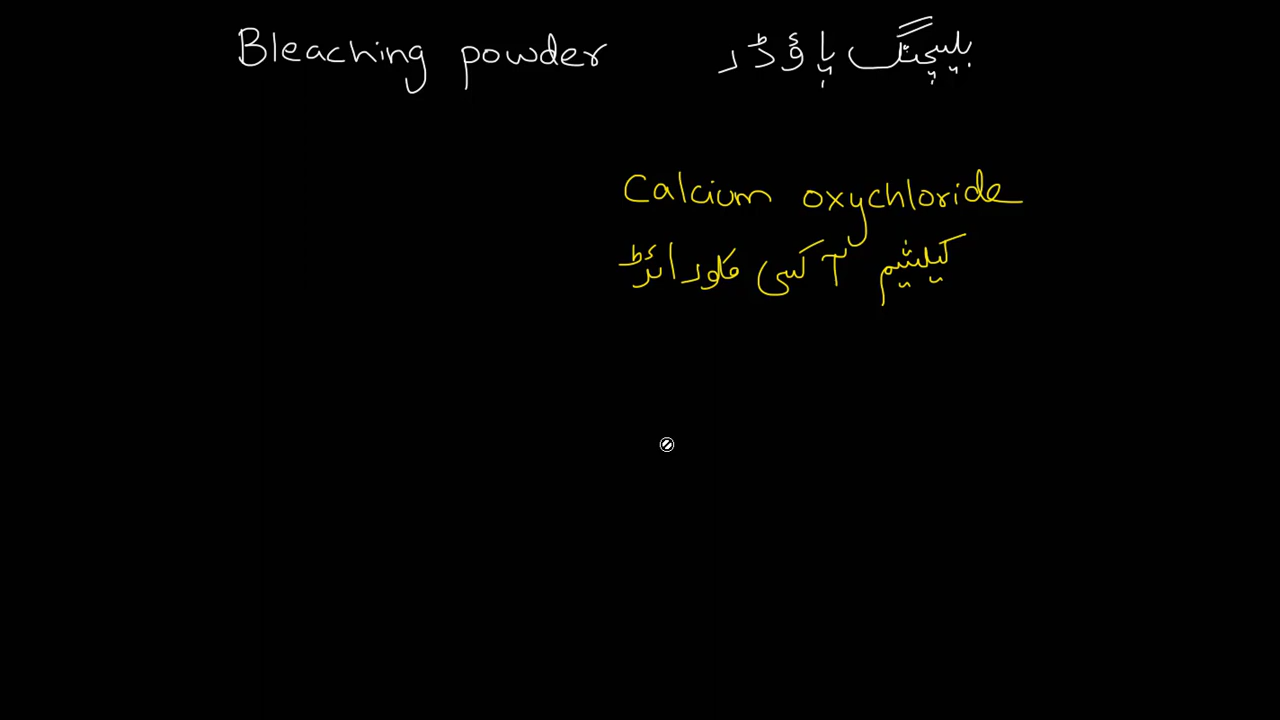 Bleaching powder بلیچنگ پاؤڈر
Calcium oxychloride
کیلشیم آکسی کلورائڈ